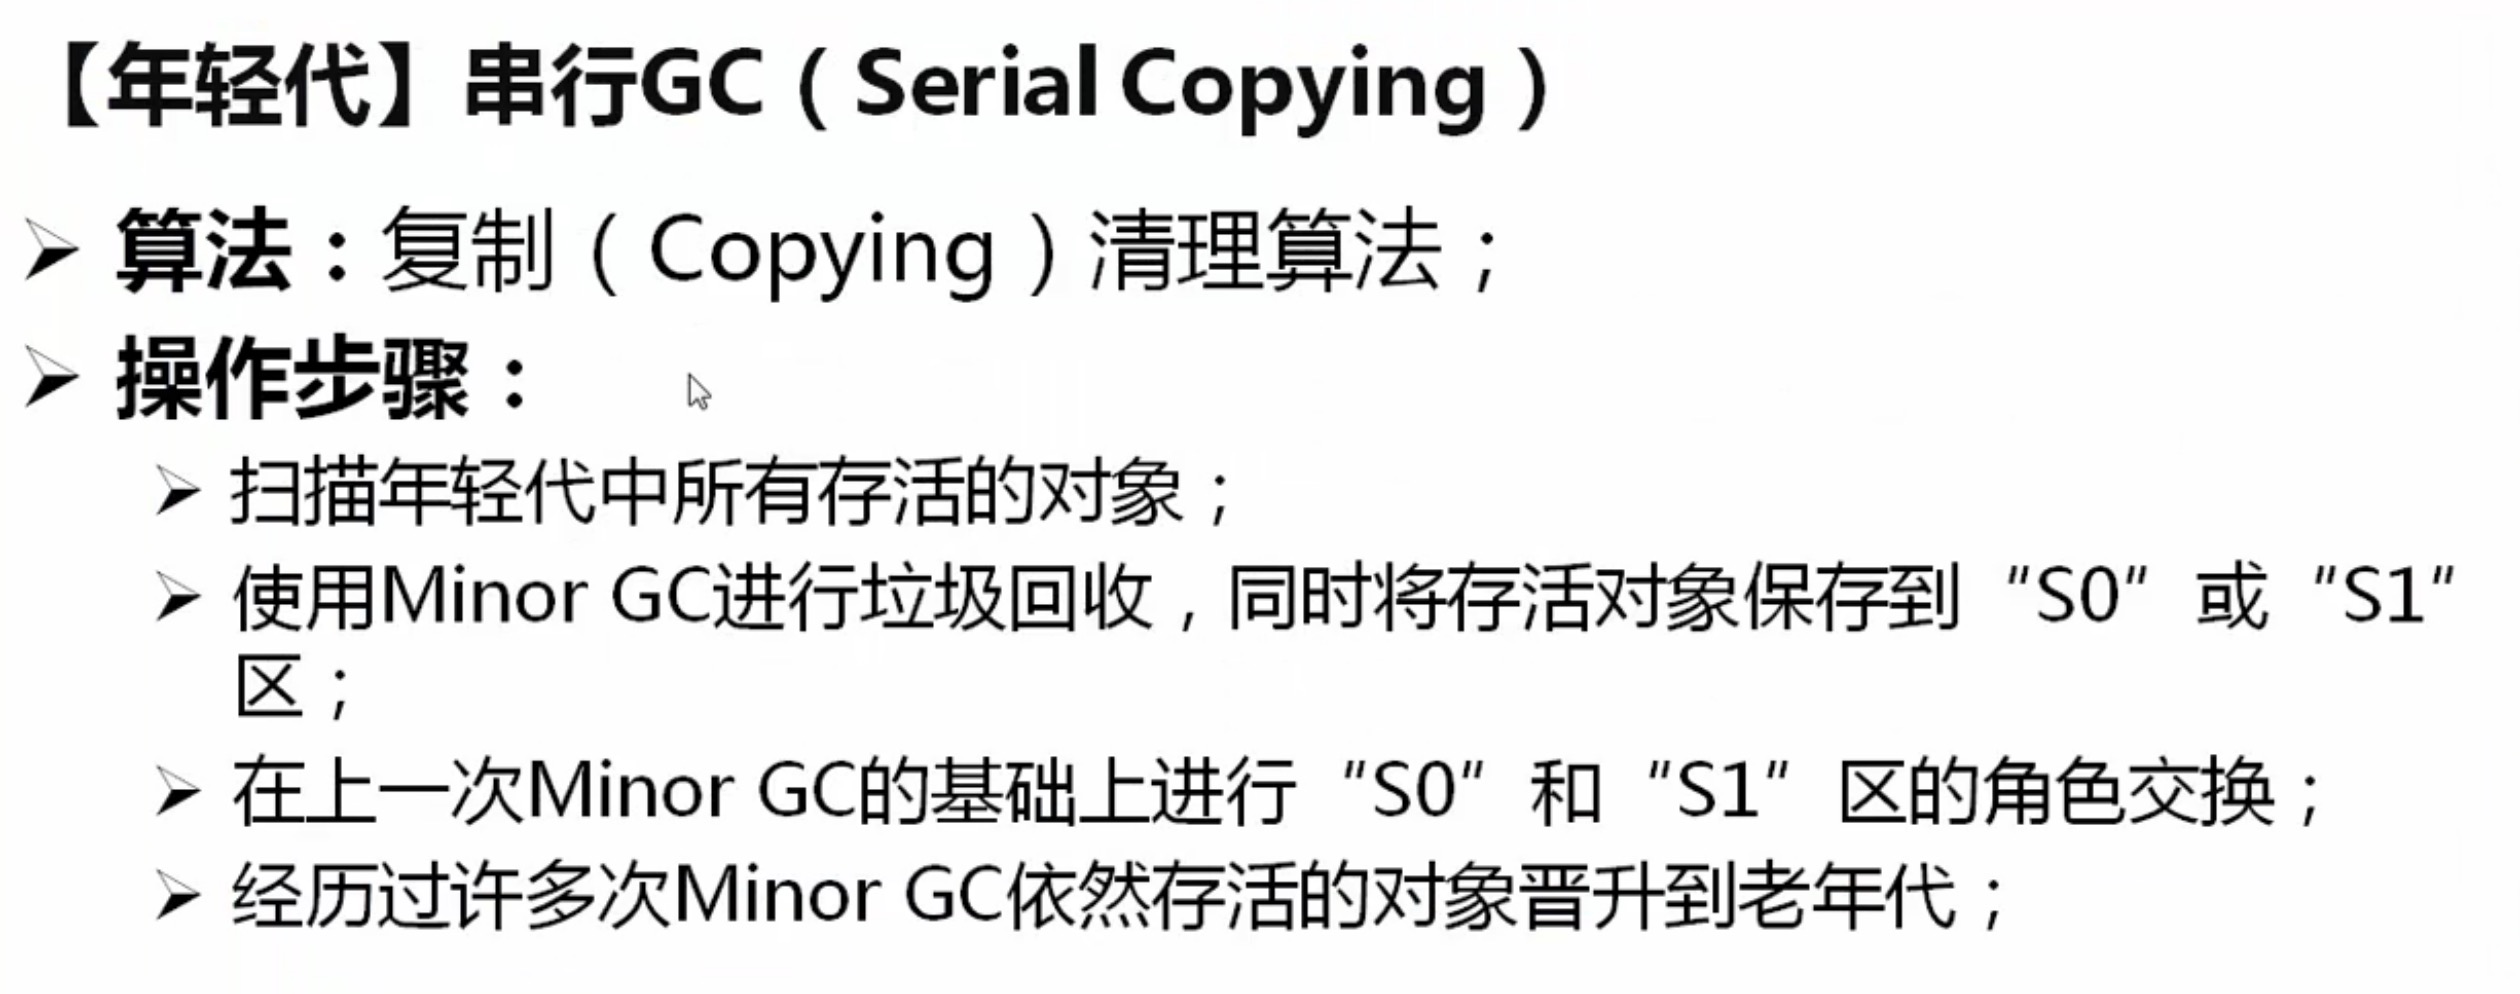 【年轻代】串行GC（Serial Copying）
算法：复制（Copying）清理算法；
操作步骤：
扫描年轻代中所有存活的对象；
使用Minor GC进行垃圾回收，同时将存活对象保存到“S0”或“S1”
区；
在上一次Minor GC的基础上进行“S0”和“S1”区的角色交换；
经历过许多次Minor GC依然存活的对象晋升到老年代；